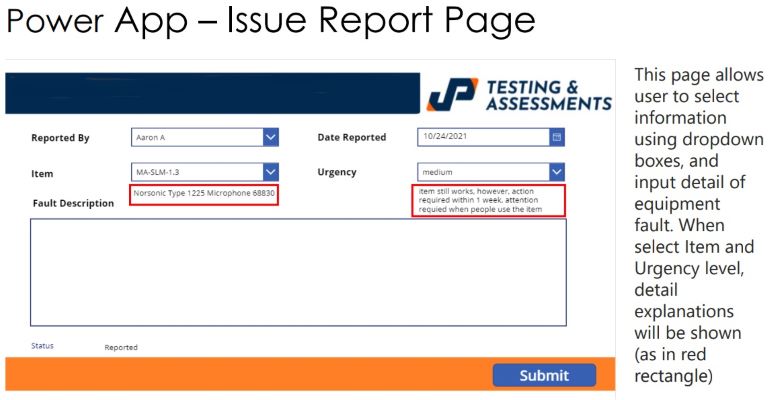 Power App – Issue Report Page
JP TESTING &
ASSESSMENTS
Reported By
Aaron A
Date Reported
10/24/2021
Item
MA-SLM-1.3
Urgency
medium
Norsonic Type 1225 Microphone 68830
item still works, however, action
required within 1 week, attention
requied when people use the item
Fault Description
Status
Reported
Submit
This page allows
user to select
information
using dropdown
boxes, and
input detail of
equipment
fault. When
select Item and
Urgency level,
detail
explanations
will be shown
(as in red
rectangle)